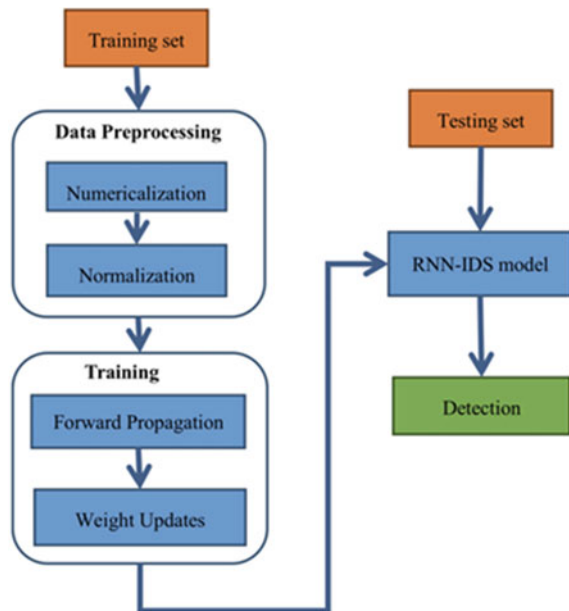 Training set
Data Preprocessing
Numericalization
Normalization
Training
Forward Propagation
Weight Updates
Testing set
RNN-IDS model
Detection